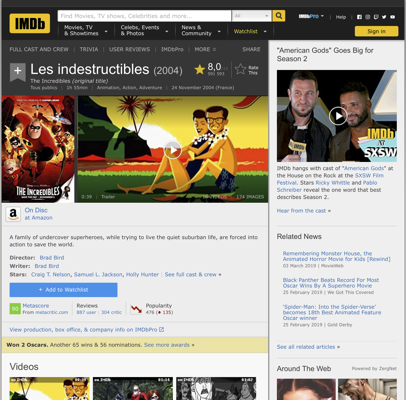 IMDb
Find Movies, TV shows, Celebrities and more...
All
Movies, TV & Showtimes
Celebs, Events & Photos
News & Community
Watchlist
IMDbPro
Help
Sign in
FULL CAST AND CREW | TRIVIA | USER REVIEWS | IMDbPro | MORE
SHARE
Les indestructibles (2004)
The Incredibles (original title)
Tous publics | 1h 55min | Animation, Action, Adventure | 24 November 2004 (France)
8,0
Rate This
THE INCREDIBLES
0:39 | Trailer
174 IMAGES
On Disc
at Amazon
A family of undercover superheroes, while trying to live the quiet suburban life, are forced into action to save the world.
Director: Brad Bird
Writer: Brad Bird
Stars: Craig T. Nelson, Samuel L. Jackson, Holly Hunter | See full cast & crew »
+ Add to Watchlist
90
Metascore
From metacritic.com
Reviews
887 user | 304 critic
Popularity
476 ( 135)
View production, box office, & company info on IMDbPro
Won 2 Oscars. Another 65 wins & 56 nominations. See more awards »
Videos
"American Gods" Goes Big for Season 2
IMDb
AT
SXSW
IMDb hangs with cast of "American Gods" at the House on the Rock at the SXSW Film Festival. Stars Ricky Whittle and Pablo Schreiber reveal the one word that best describes Season 2.
Hear from the cast »
Related News
Remembering Monster House, the Animated Horror Movie for Kids [Rewind]
03 March 2019 | MovieWeb
Black Panther Beats Record For Most Oscar Wins By A Superhero Movie
25 February 2019 | We Got This Covered
'Spider-Man: Into the Spider-Verse' becomes 18th Best Animated Feature Oscar winner
25 February 2019 | Gold Derby
See all related articles »
Around The Web
Powered by ZergNet